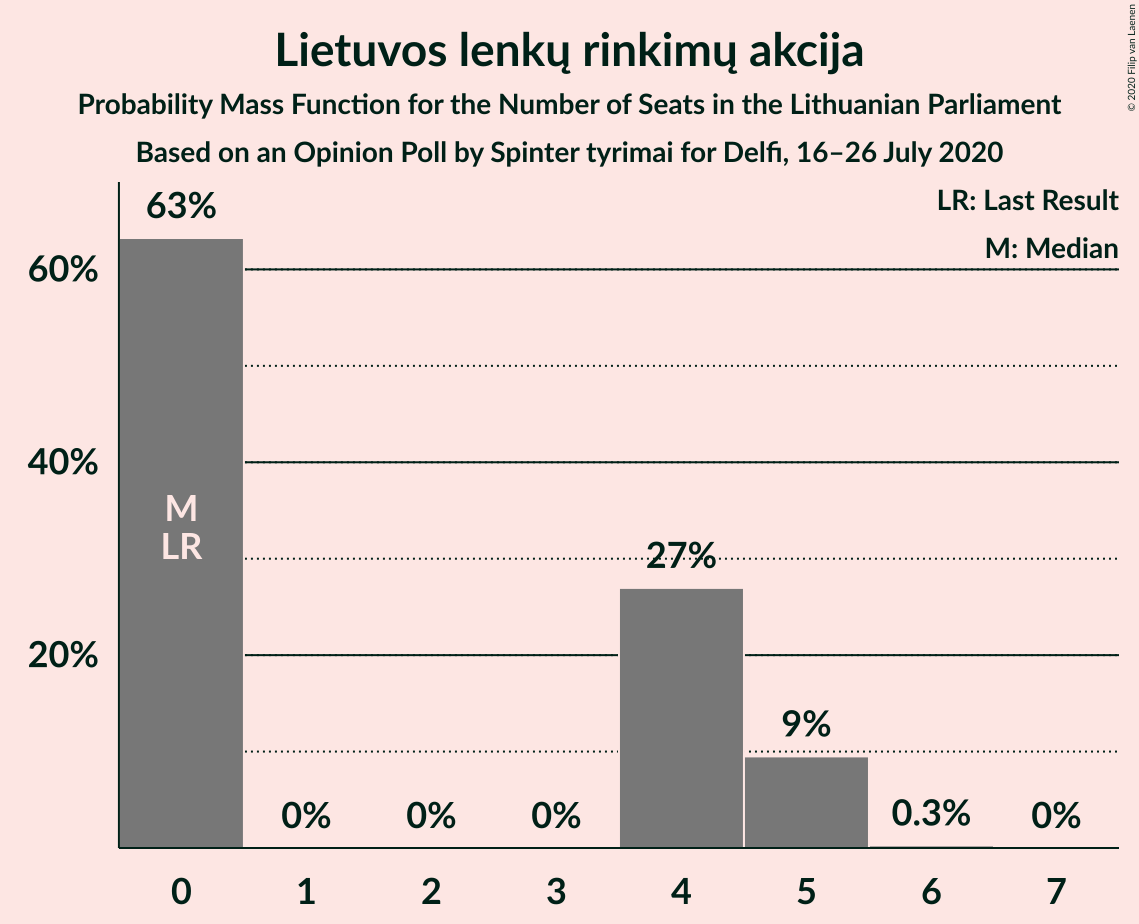 Lietuvos lenkų rinkimų akcija
Probability Mass Function for the Number of Seats in the Lithuanian Parliament
Based on an Opinion Poll by Spinter tyrimai for Delfi, 16–26 July 2020
© 2020 Filip van Laenen
LR: Last Result
M: Median
63%
60%
40%
20%
M
LR
0%
0%
0%
27%
9%
0.3%
0%
0
1
2
3
4
5
6
7